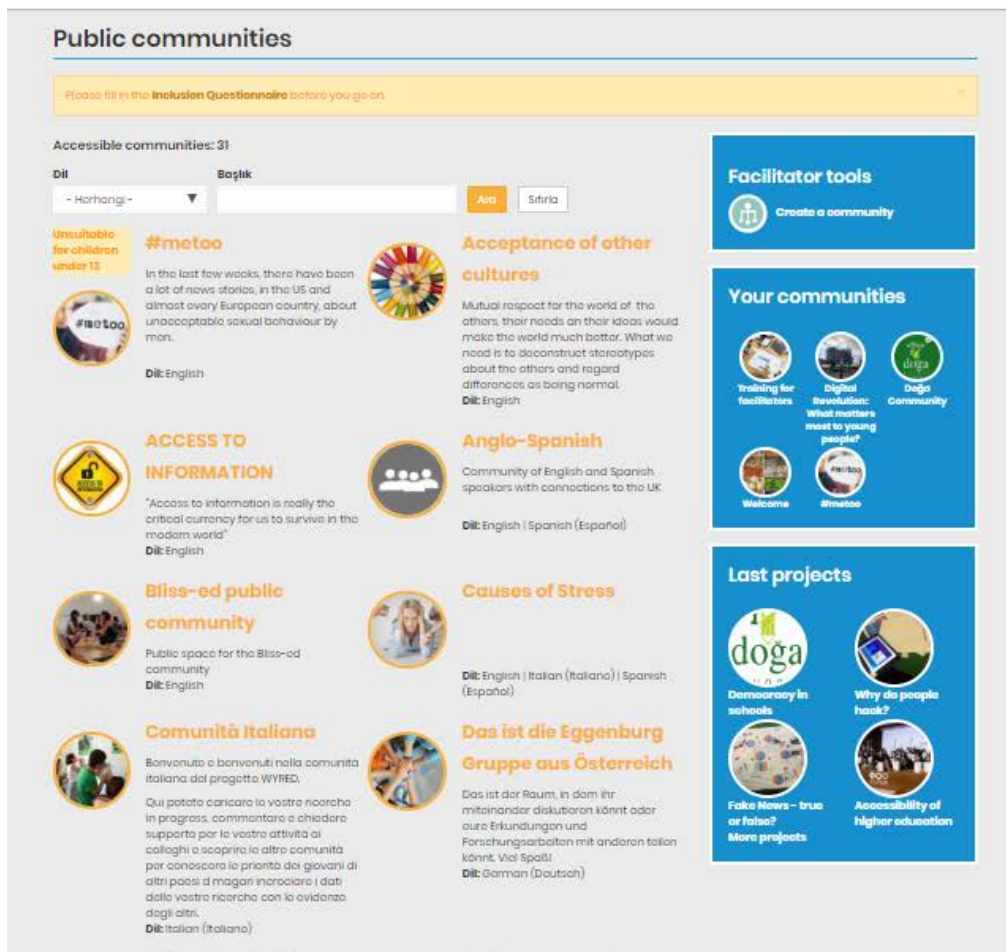 Public communities
Please fill in the Inclusion Questionnaire before you go on.
Accessible communities: 31
Dil
Başlık
- Herhangi -
Ara
Sıfırla
Unsuitable
for children
under 13
#metoo
#metoo
In the last few weeks, there have been
a lot of news stories, in the US and
almost every European country, about
unacceptable sexual behaviour by
men.
Dil: English
Acceptance of other
cultures
Mutual respect for the world of the
others, their needs an their ideas would
make the world much better. What we
need is to deconstruct stereotypes
about the others and regard
differences as being normal.
Dil: English
ACCESS TO
INFORMATION
ACCESS TO
INFORMATION
"Access to information is really the
critical currency for us to survive in the
modern world"
Dil: English
Anglo-Spanish
Community of English and Spanish
speakers with connections to the UK
Dil: English | Spanish (Español)
Bliss-ed public
community
Public space for the Bliss-ed
community
Dil: English
Causes of Stress
Dil: English | Italian (Italiano) | Spanish
(Español)
Comunità Italiana
Benvenute e benvenuti nella comunità
italiana del progetto WYRED.
Qui potete caricare le vostre ricerche
in progress, commentare e chiedere
supporto per le vostre attività ai
colleghi e scoprire le altre comunità
per conoscere le priorità dei giovani di
altri paesi d magari incrociare i dati
delle vostre ricerche con le evidenze
degli altri.
Dil: Italian (Italiano)
Das ist die Eggenburg
Gruppe aus Österreich
Das ist der Raum, in dem ihr
miteinander diskutieren könnt oder
eure Erkundungen und
Forschungsarbeiten mit anderen teilen
könnt. Viel Spaß!
Dil: German (Deutsch)
Facilitator tools
Create a community
Your communities
Training for
facilitators
Digital
Revolution:
What matters
most to young
people?
doğa
Doğa
Community
Welcome
#metoo
#metoo
Last projects
doğa
Democracy in
schools
Why do people
hack?
Fake News - true
or false?
Accessibility of
higher education
More projects